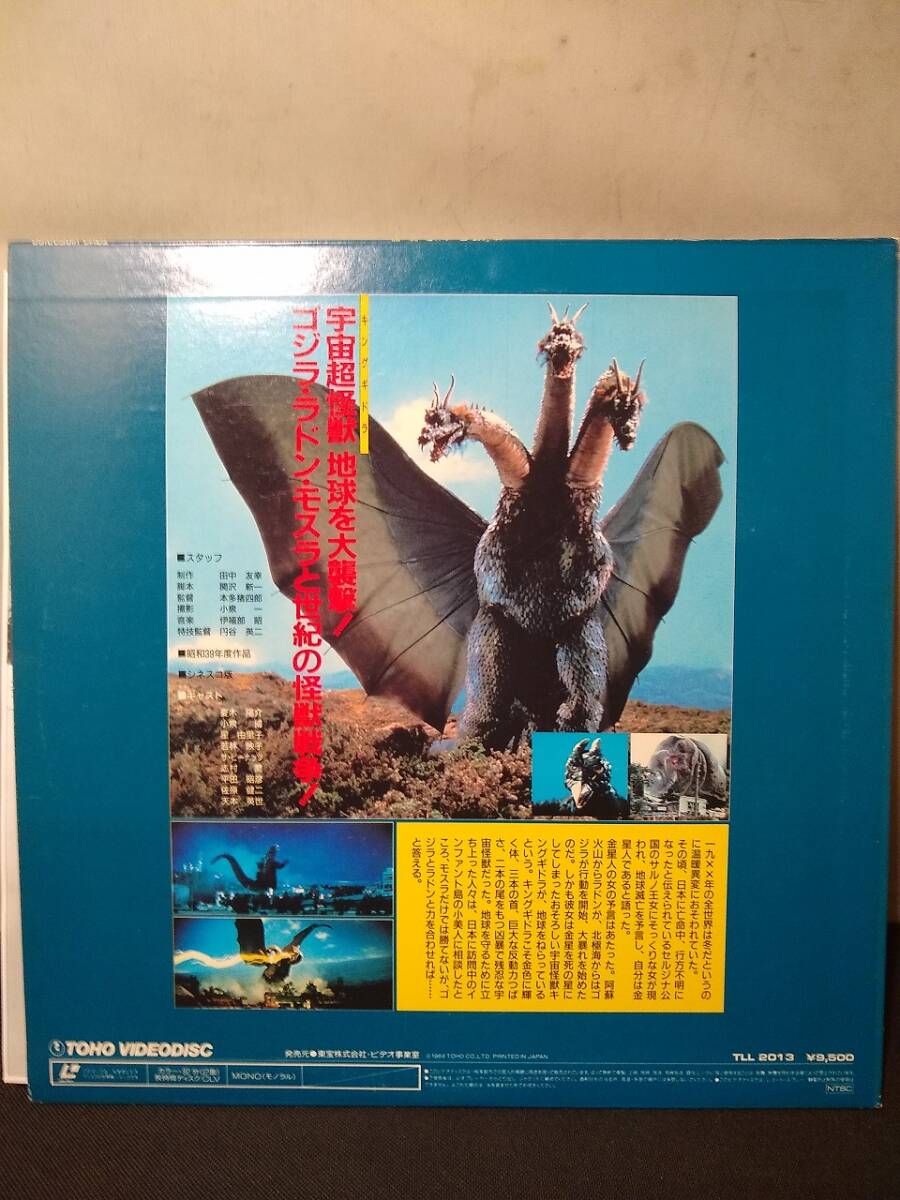 キングギドラ
宇宙超怪獣 地球を大襲撃!
ゴジラ・ラドン・モスラと世紀の怪獣戦争!
■スタッフ
制作 田中 友幸
脚本 関沢 新一
監督 本多猪四郎
撮影 小泉 一
音楽 伊福部 昭
特技監督 円谷 英二
■昭和39年度作品
■シネスコ版
■キャスト
一九××年の全世界は冬だというの
に温暖異変におそわれていた。
その頃、日本に亡命中、行方不明に
なったと伝えられているセルジナ公
国のサルノ王女にそっくりな女が現
われ、地球滅亡を予言し、自分は金
星人であると語った。
金星人の女の予言はあたった。阿蘇
火山からラドンが、北極海からはゴ
ジラが行動を開始、大暴れを始めた
のだ。しかも彼女は金星を死の星に
してしまったおそろしい宇宙怪獣キ
ングギドラが、地球をねらっている
という。キングギドラこそ金色に輝
く体、三本の首、巨大な反動力つば
さ、二本の尾をもつ凶暴で残忍な宇
宙怪獣だった。地球を守るために立
ち上った人々は、日本に訪問中のイ
ンファント島の小美人に相談したと
ころ、モスラだけでは勝てないが、ゴ
ジラとラドンと力を合わせれば……
と答える。
TOHO VIDEODISC
発売元●東宝株式会社・ビデオ事業室
©1964 TOHO CO., LTD. PRINTED IN JAPAN
TLL 2013 ¥9,500
カラー・92分(2面)
長時間ディスク/CLV
MONO(モノラル)
NTSC